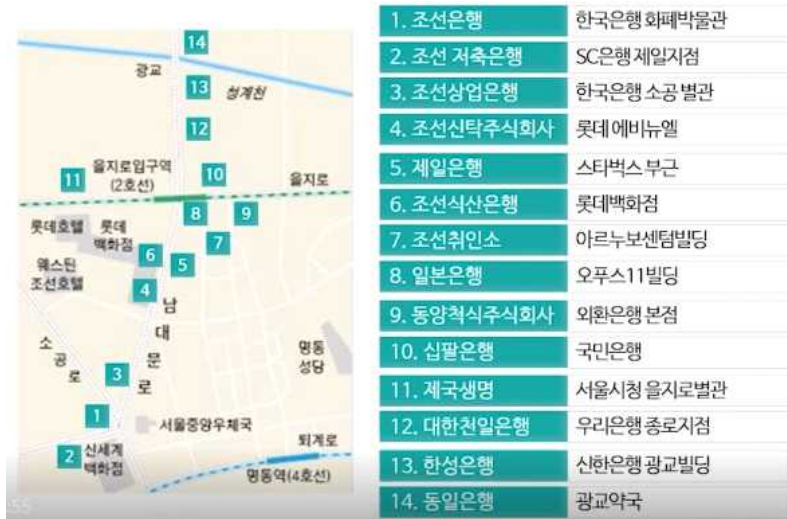 14
광교
13
청계천
12
을지로입구역
(2호선)
11
10
을지로
8
9
롯데호텔
롯데
백화점
7
6
5
웨스틴
조선호텔
4
남
대
문
로
소
공
로
3
명동
성당
1
서울중앙우체국
2
신세계
백화점
퇴계로
명동역(4호선)
:55
1. 조선은행 한국은행 화폐박물관
2. 조선 저축은행 SC은행 제일지점
3. 조선상업은행 한국은행 소공 별관
4. 조선신탁주식회사 롯데 에비뉴엘
5. 제일은행 스타벅스 부근
6. 조선식산은행 롯데백화점
7. 조선취인소 아르누보센텀빌딩
8. 일본은행 오푸스11빌딩
9. 동양척식주식회사 외환은행 본점
10. 십팔은행 국민은행
11. 제국생명 서울시청 을지로별관
12. 대한천일은행 우리은행 종로지점
13. 한성은행 신한은행 광교빌딩
14. 동일은행 광교약국